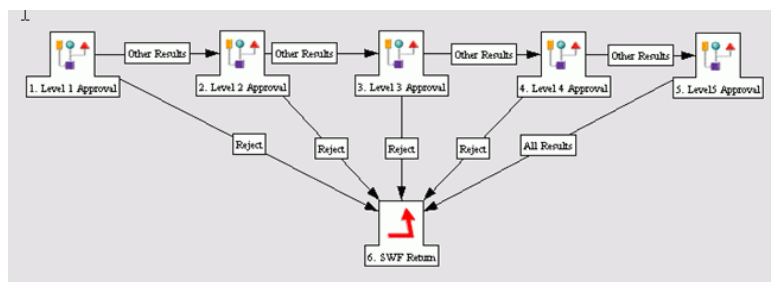 Other Results
Other Results
Other Results
Other Results
1. Level 1 Approval
2. Level 2 Approval
3. Level 3 Approval
4. Level 4 Approval
5. Level5 Approval
Reject
Reject
Reject
Reject
All Results
6. SWF Return